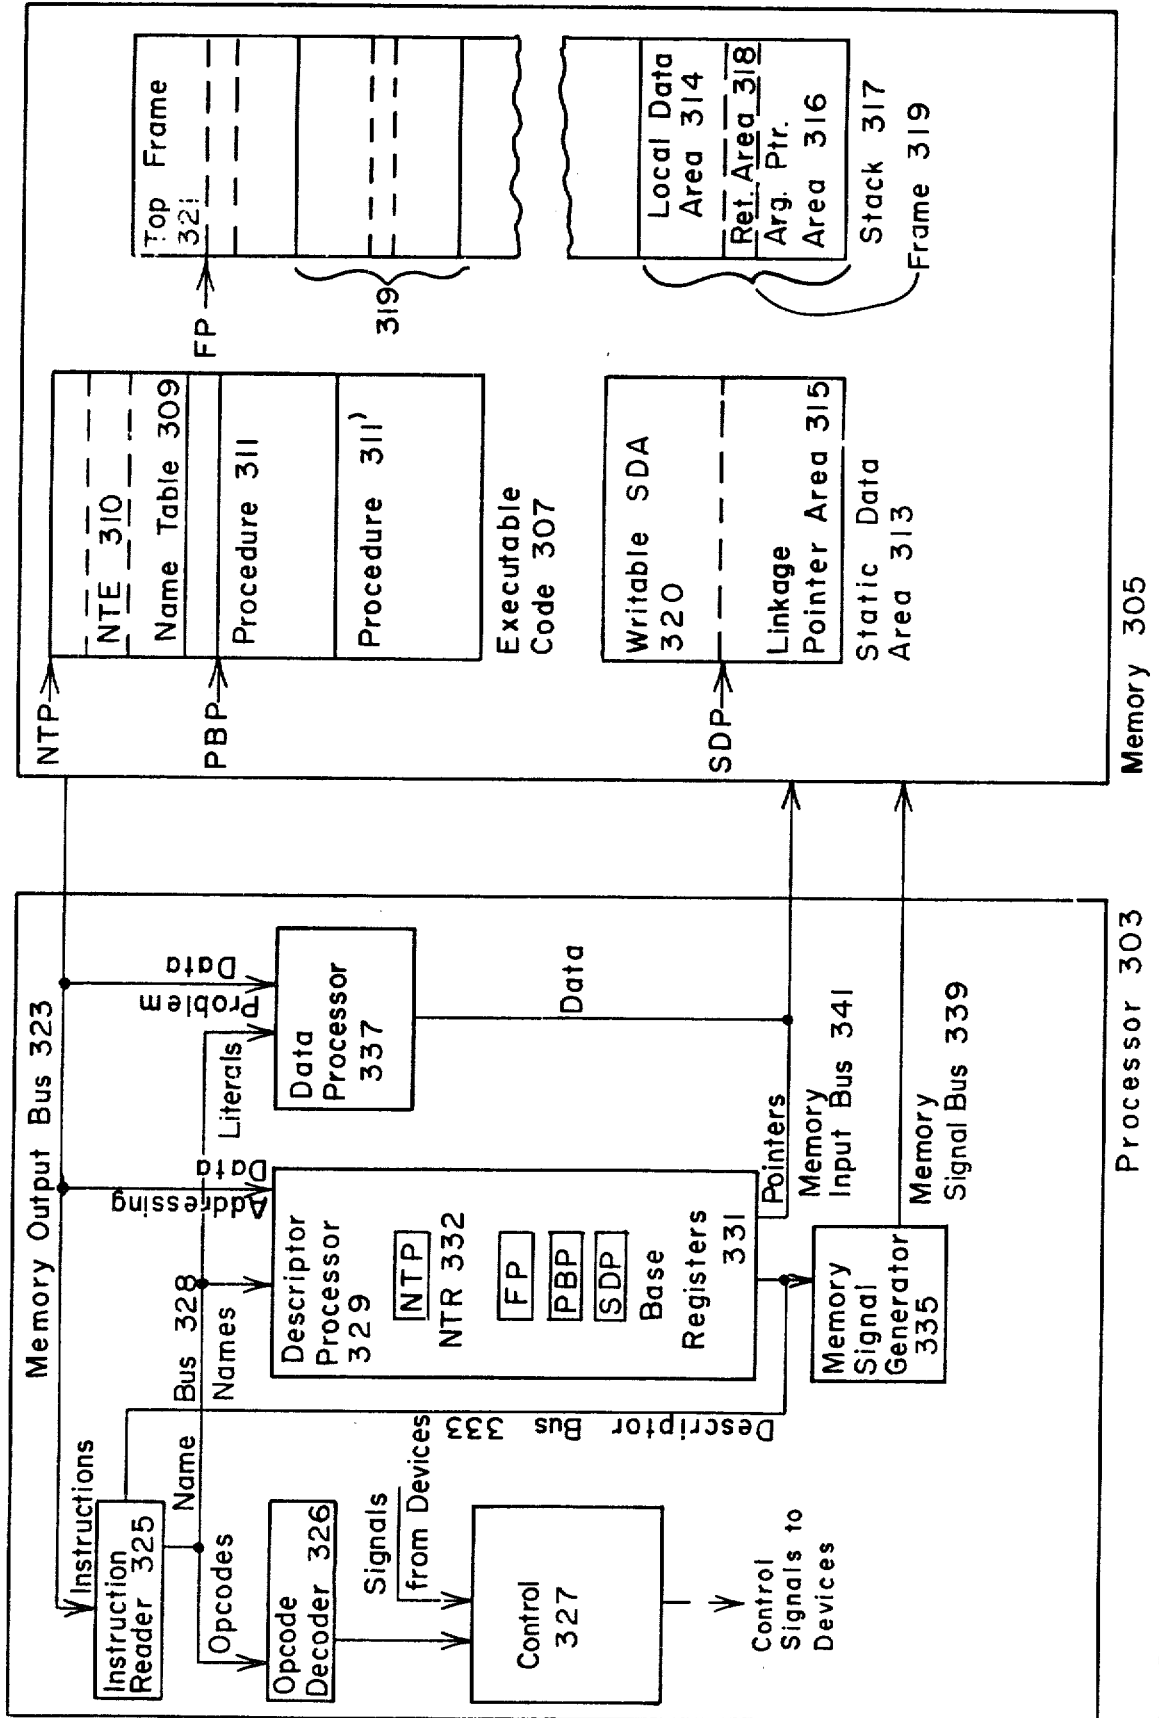 Memory Output Bus 323
Instructions
Instruction
Reader 325
Name Bus 328
Names
Opcodes
Opcode
Decoder 326
Signals
from Devices
Control
327
Control
Signals to
Devices
Descriptor Bus 333
Addressing
Data
Descriptor
Processor
329
NTP
NTR 332
FP
PBP
SDP
Base
Registers
331
Literals
Problem
Data
Data
Processor
337
Data
Pointers
Memory
Input Bus 341
Memory
Signal
Generator
335
Memory
Signal Bus 339
Processor 303
NTP
NTE 310
Name Table 309
PBP
Procedure 311
Procedure 311'
Executable
Code 307
SDP
Writable SDA
320
Linkage
Pointer Area 315
Static Data
Area 313
Top Frame
321
FP
319
Local Data
Area 314
Ret. Area 318
Arg. Ptr.
Area 316
Stack 317
Frame 319
Memory 305